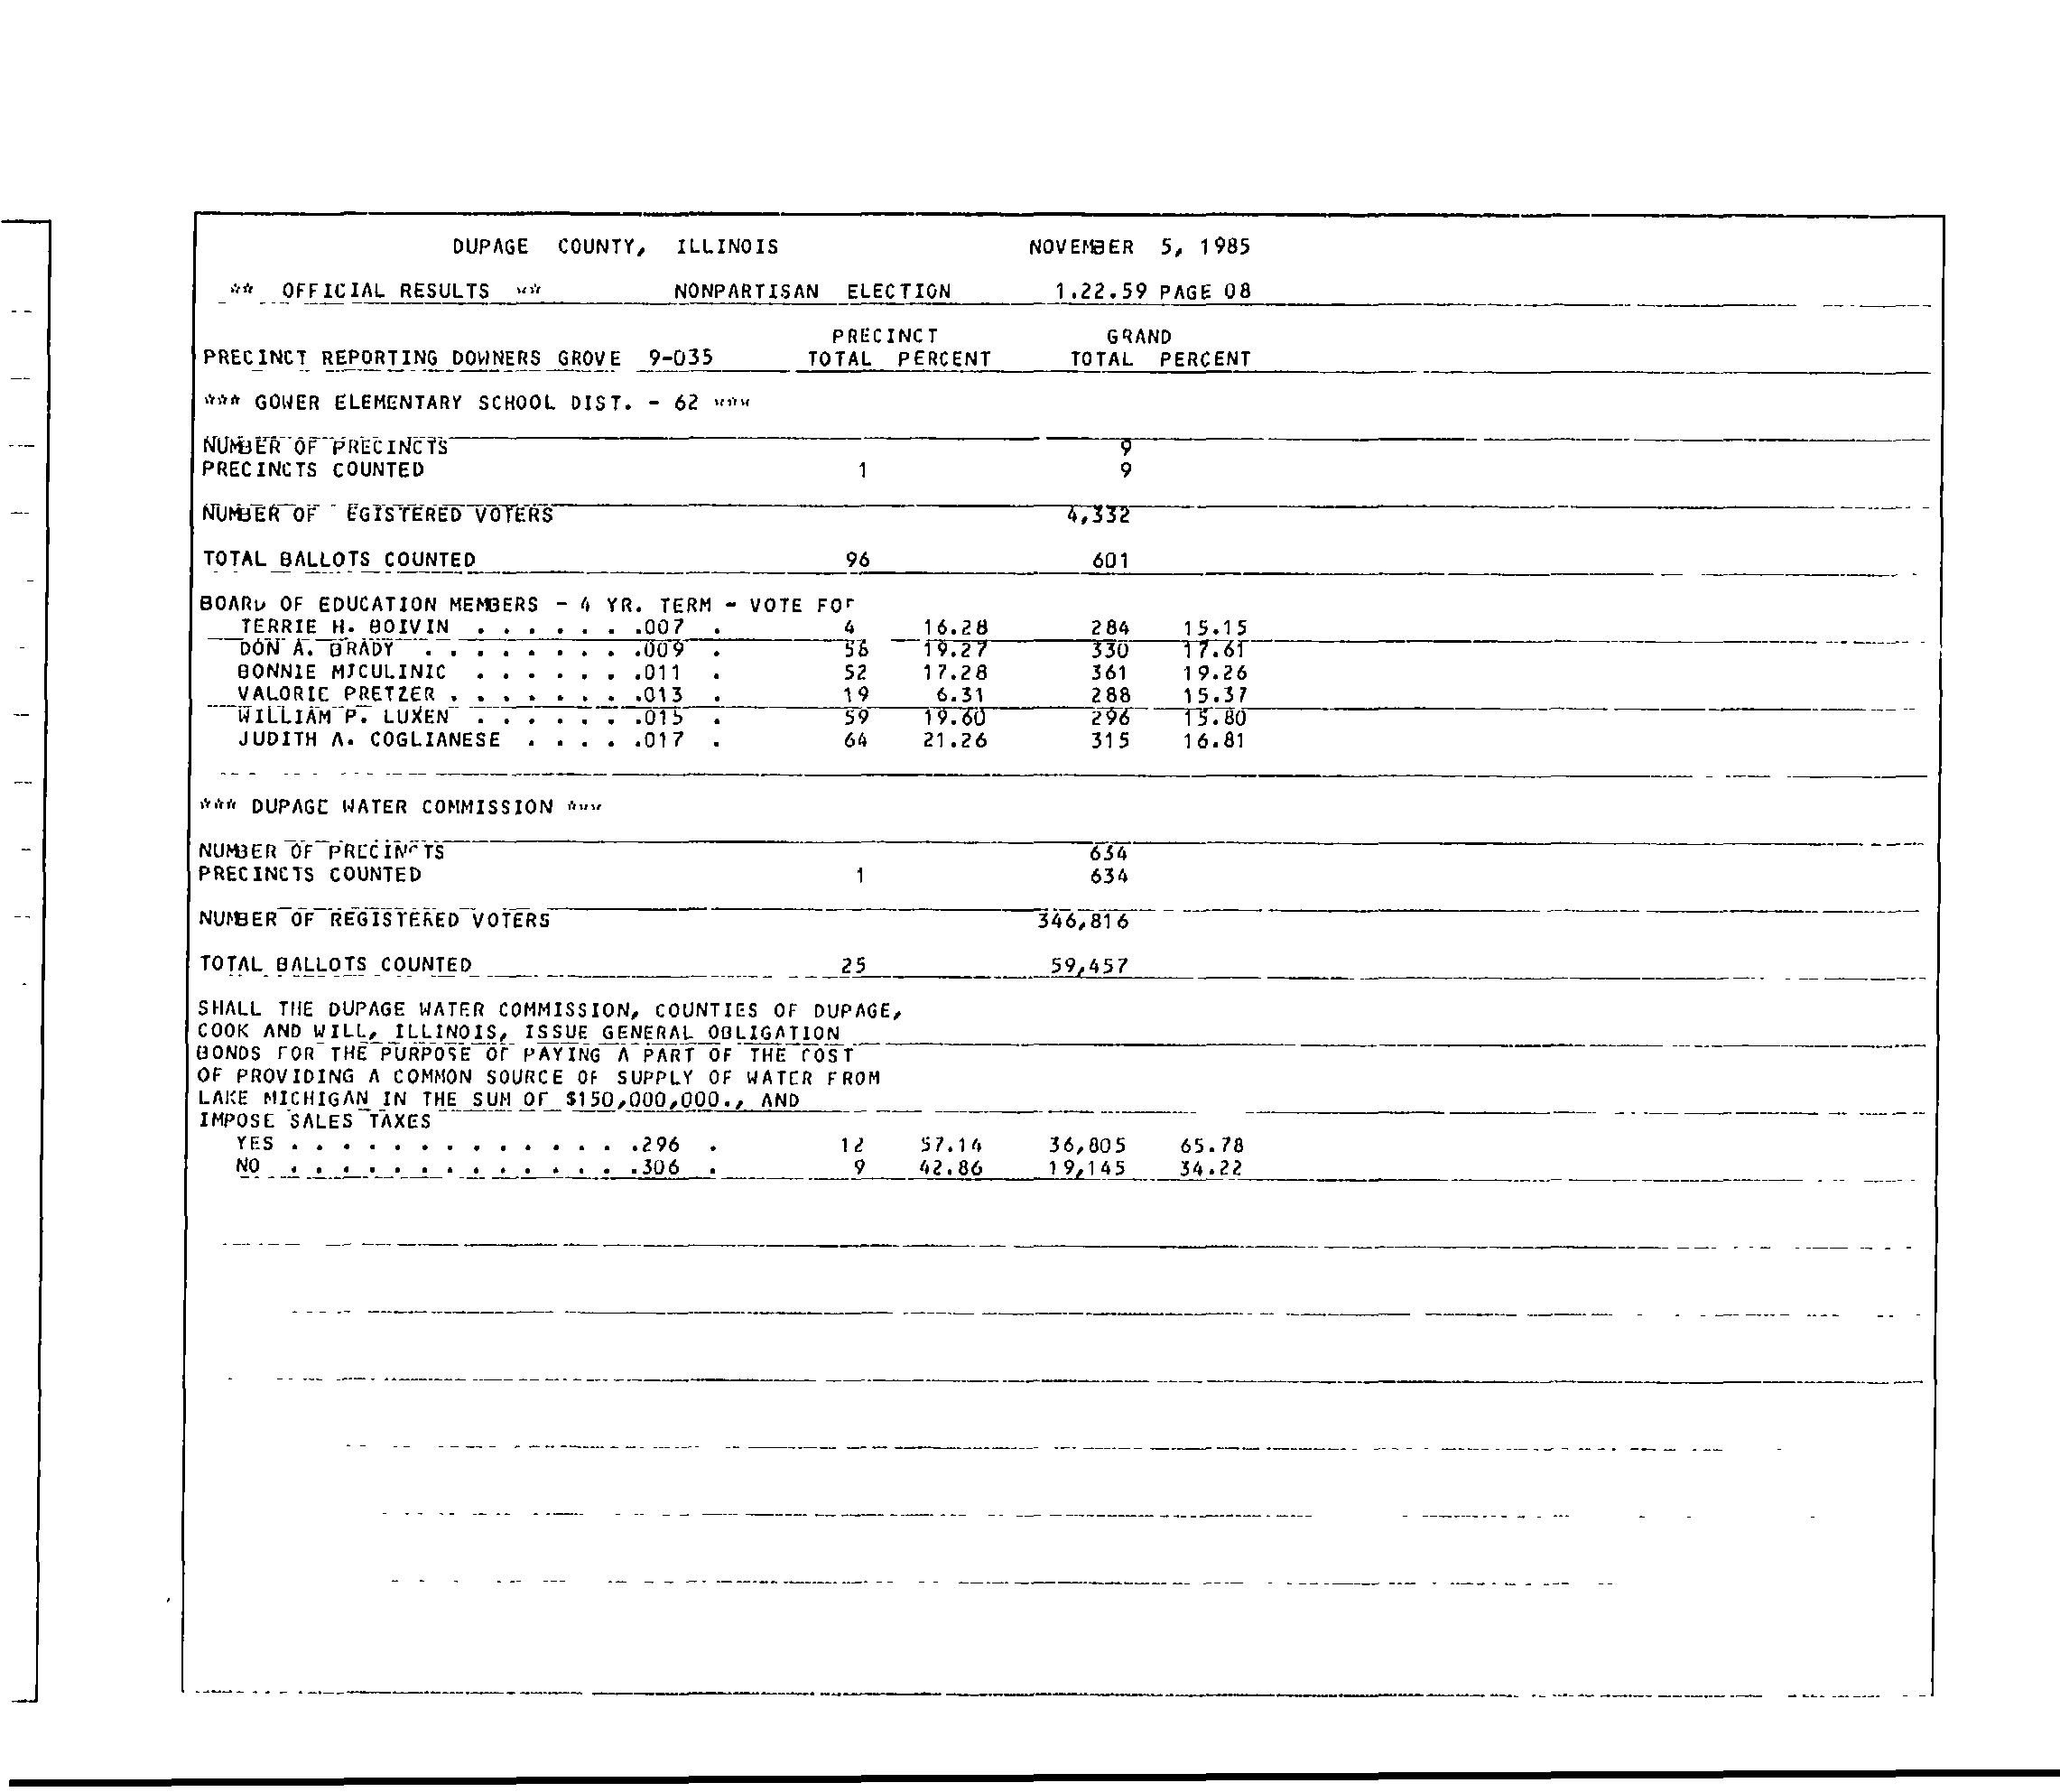 DUPAGE COUNTY, ILLINOIS NOVEMBER 5, 1985
** OFFICIAL RESULTS ** NONPARTISAN ELECTION 1.22.59 PAGE 08
PRECINCT GRAND
PRECINCT REPORTING DOWNERS GROVE 9-035 TOTAL PERCENT TOTAL PERCENT
*** GOWER ELEMENTARY SCHOOL DIST. - 62 ***
NUMBER OF PRECINCTS 9
PRECINCTS COUNTED 1 9
NUMBER OF EGISTERED VOTERS 4,332
TOTAL BALLOTS COUNTED 96 601
BOARD OF EDUCATION MEMBERS - 4 YR. TERM - VOTE FOR
TERRIE H. BOIVIN . . . . . . .007 . 4 16.28 284 15.15
DON A. BRADY . . . . . . . . .009 . 58 19.27 330 17.61
BONNIE MICULINIC . . . . . . .011 . 52 17.28 361 19.26
VALORIE PRETZER . . . . . . . .013 . 19 6.31 288 15.37
WILLIAM P. LUXEN . . . . . . .015 . 59 19.60 296 15.80
JUDITH A. COGLIANESE . . . . .017 . 64 21.26 315 16.81
*** DUPAGE WATER COMMISSION ***
NUMBER OF PRECINCTS 634
PRECINCTS COUNTED 1 634
NUMBER OF REGISTERED VOTERS 346,816
TOTAL BALLOTS COUNTED 25 59,457
SHALL THE DUPAGE WATER COMMISSION, COUNTIES OF DUPAGE,
COOK AND WILL, ILLINOIS, ISSUE GENERAL OBLIGATION
BONDS FOR THE PURPOSE OF PAYING A PART OF THE COST
OF PROVIDING A COMMON SOURCE OF SUPPLY OF WATER FROM
LAKE MICHIGAN IN THE SUM OF $150,000,000., AND
IMPOSE SALES TAXES
YES . . . . . . . . . . . . . .296 . 12 57.14 36,805 65.78
NO . . . . . . . . . . . . . .306 . 9 42.86 19,145 34.22